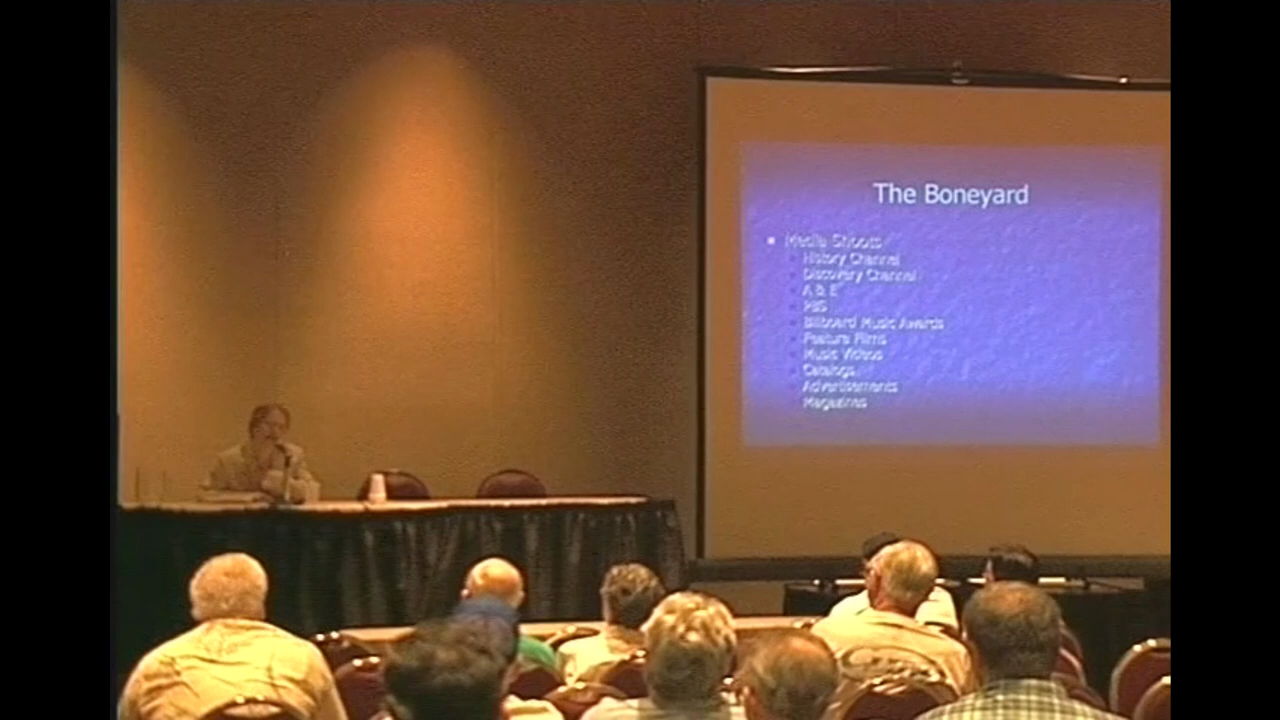 The Boneyard
Media Shoots
History Channel
Discovery Channel
A & E
PBS
Billboard Music Awards
Feature Films
Music Videos
Catalogs
Advertisements
Magazines